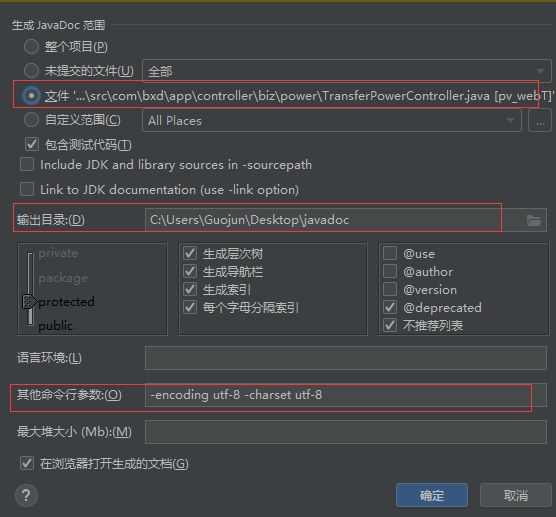 生成 JavaDoc 范围
整个项目(P)
未提交的文件(U) 全部
文件 '...\src\com\bxd\app\controller\biz\power\TransferPowerController.java [pv_webT]'
自定义范围(C) All Places ...
包含测试代码(T)
Include JDK and library sources in -sourcepath
Link to JDK documentation (use -link option)
输出目录:(D) C:\Users\Guojun\Desktop\javadoc
private
package
protected
public
生成层次树
生成导航栏
生成索引
每个字母分隔索引
@use
@author
@version
@deprecated
不推荐列表
语言环境:(L)
其他命令行参数:(O) -encoding utf-8 -charset utf-8
最大堆大小 (Mb):(M)
在浏览器打开生成的文档(G)
? 确定 取消